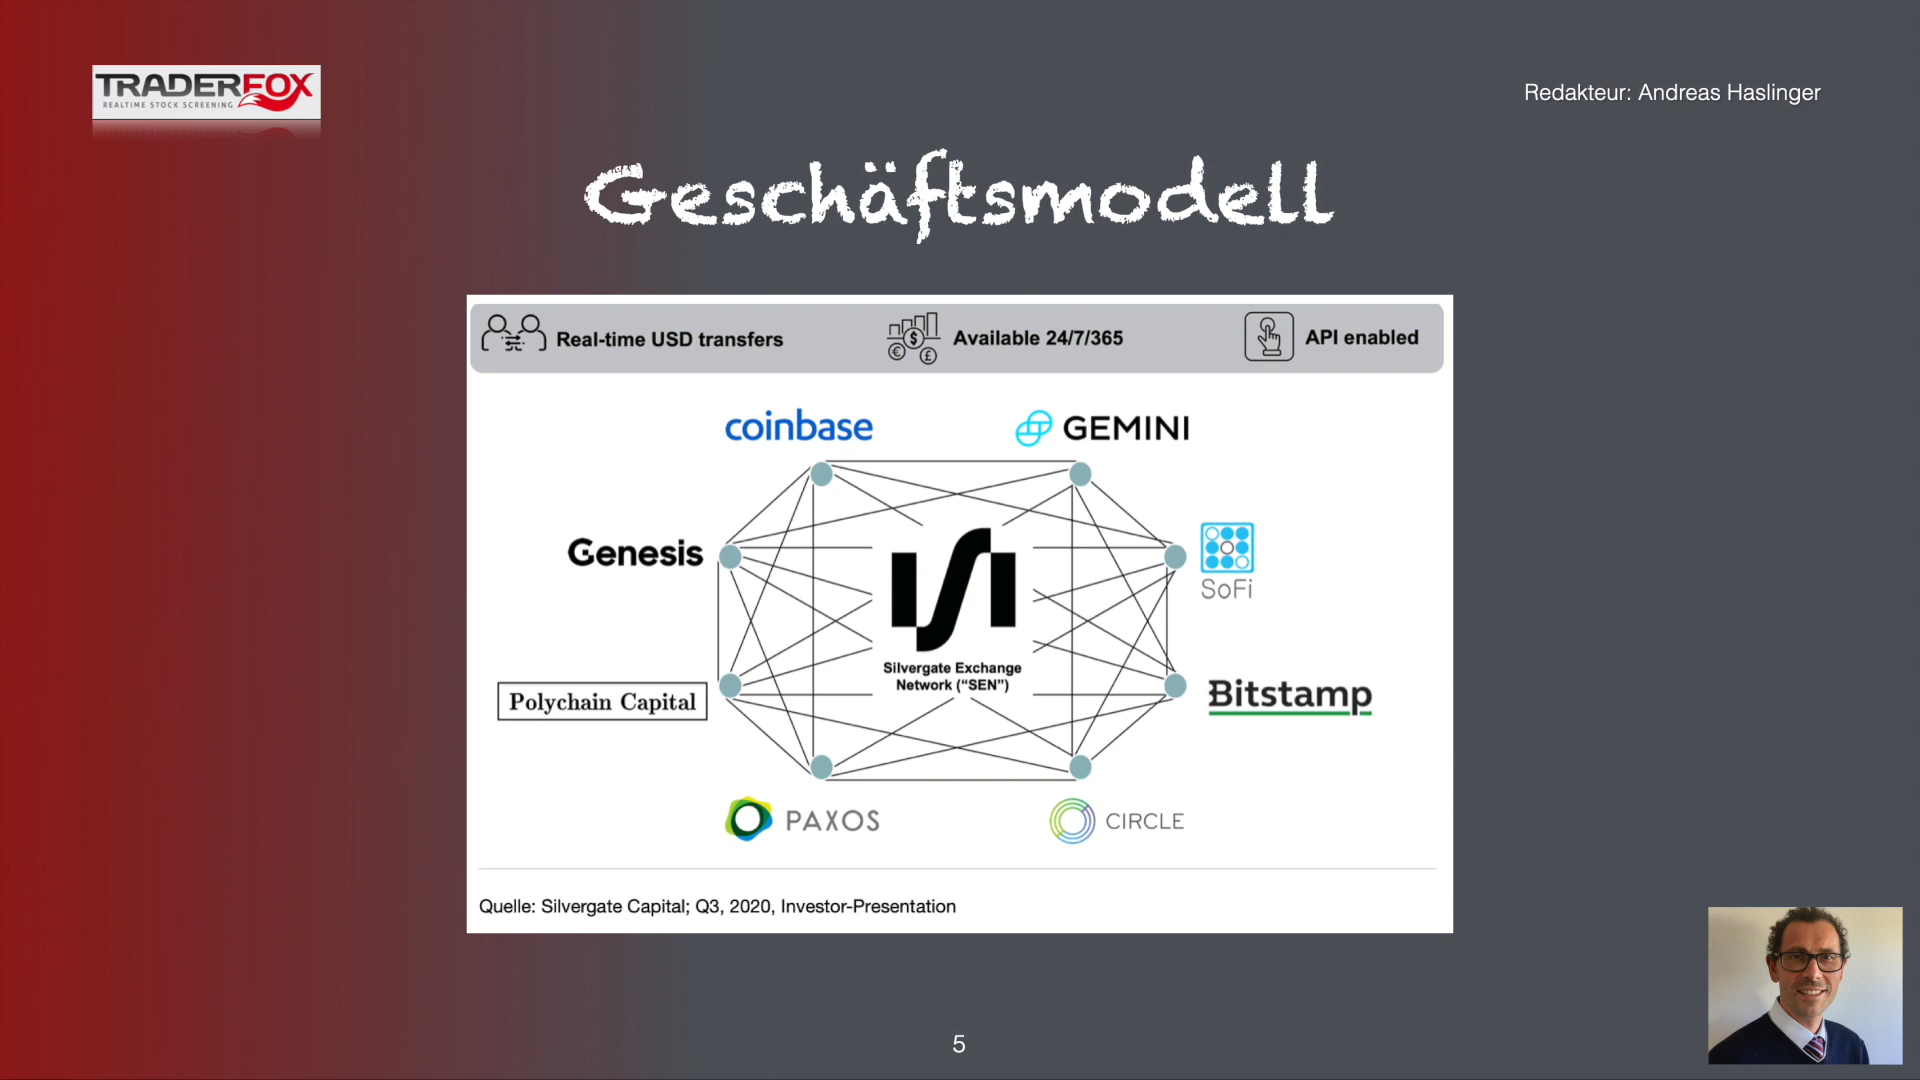 TRADERFOX
REALTIME STOCK SCREENING
Redakteur: Andreas Haslinger
Geschäftsmodell
Real-time USD transfers
Available 24/7/365
API enabled
coinbase
GEMINI
Genesis
SoFi
Silvergate Exchange
Network (“SEN”)
Polychain Capital
Bitstamp
PAXOS
CIRCLE
Quelle: Silvergate Capital; Q3, 2020, Investor-Presentation
5